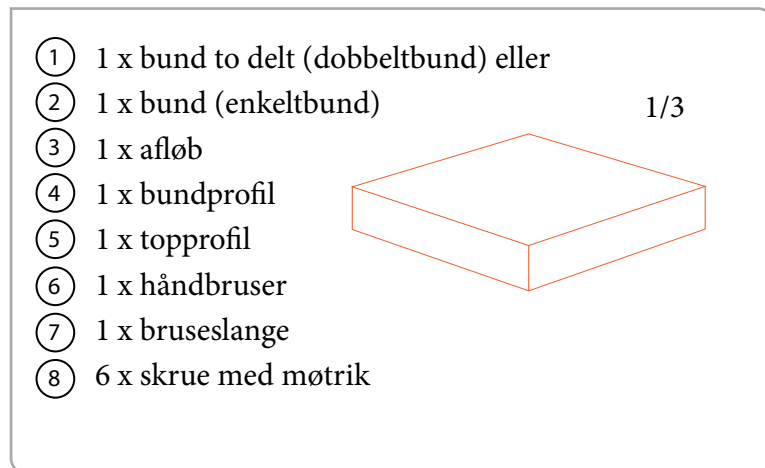 1 1 x bund to delt (dobbeltbund) eller
2 1 x bund (enkeltbund)
1/3
3 1 x afløb
4 1 x bundprofil
5 1 x topprofil
6 1 x håndbruser
7 1 x bruseslange
8 6 x skrue med møtrik